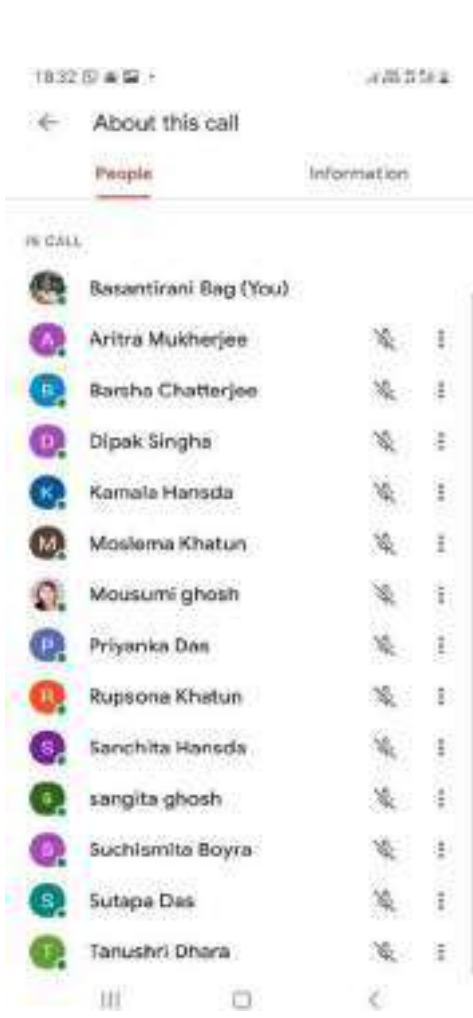 18:32
About this call
People Information
IN CALL
Basantirani Bag (You)
A Aritra Mukherjee
B Barsha Chatterjee
D Dipak Singha
K Kamala Hansda
M Moslema Khatun
Mousumi ghosh
P Priyanka Das
R Rupsona Khatun
S Sanchita Hansda
s sangita ghosh
S Suchismita Boyra
S Sutapa Das
T Tanushri Dhara